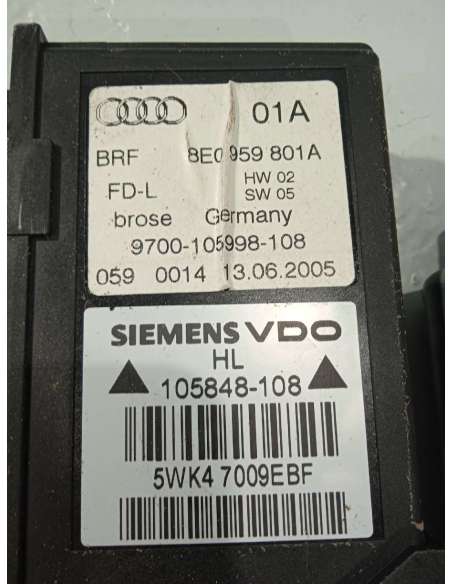 01A
BRF 8E0 959 801A
FD-L HW 02
SW 05
brose Germany
9700-105998-108
059 0014 13.06.2005
SIEMENS VDO
HL
105848-108
5WK4 7009EBF